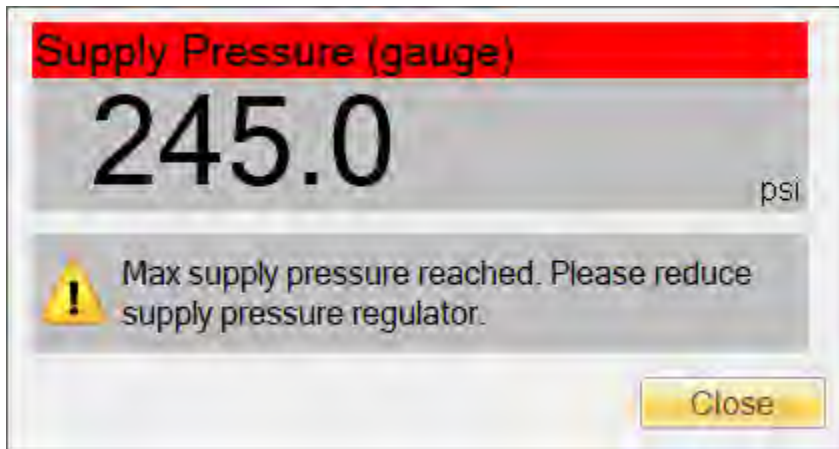 Supply Pressure (gauge)
245.0
psi
Max supply pressure reached. Please reduce
supply pressure regulator.
Close